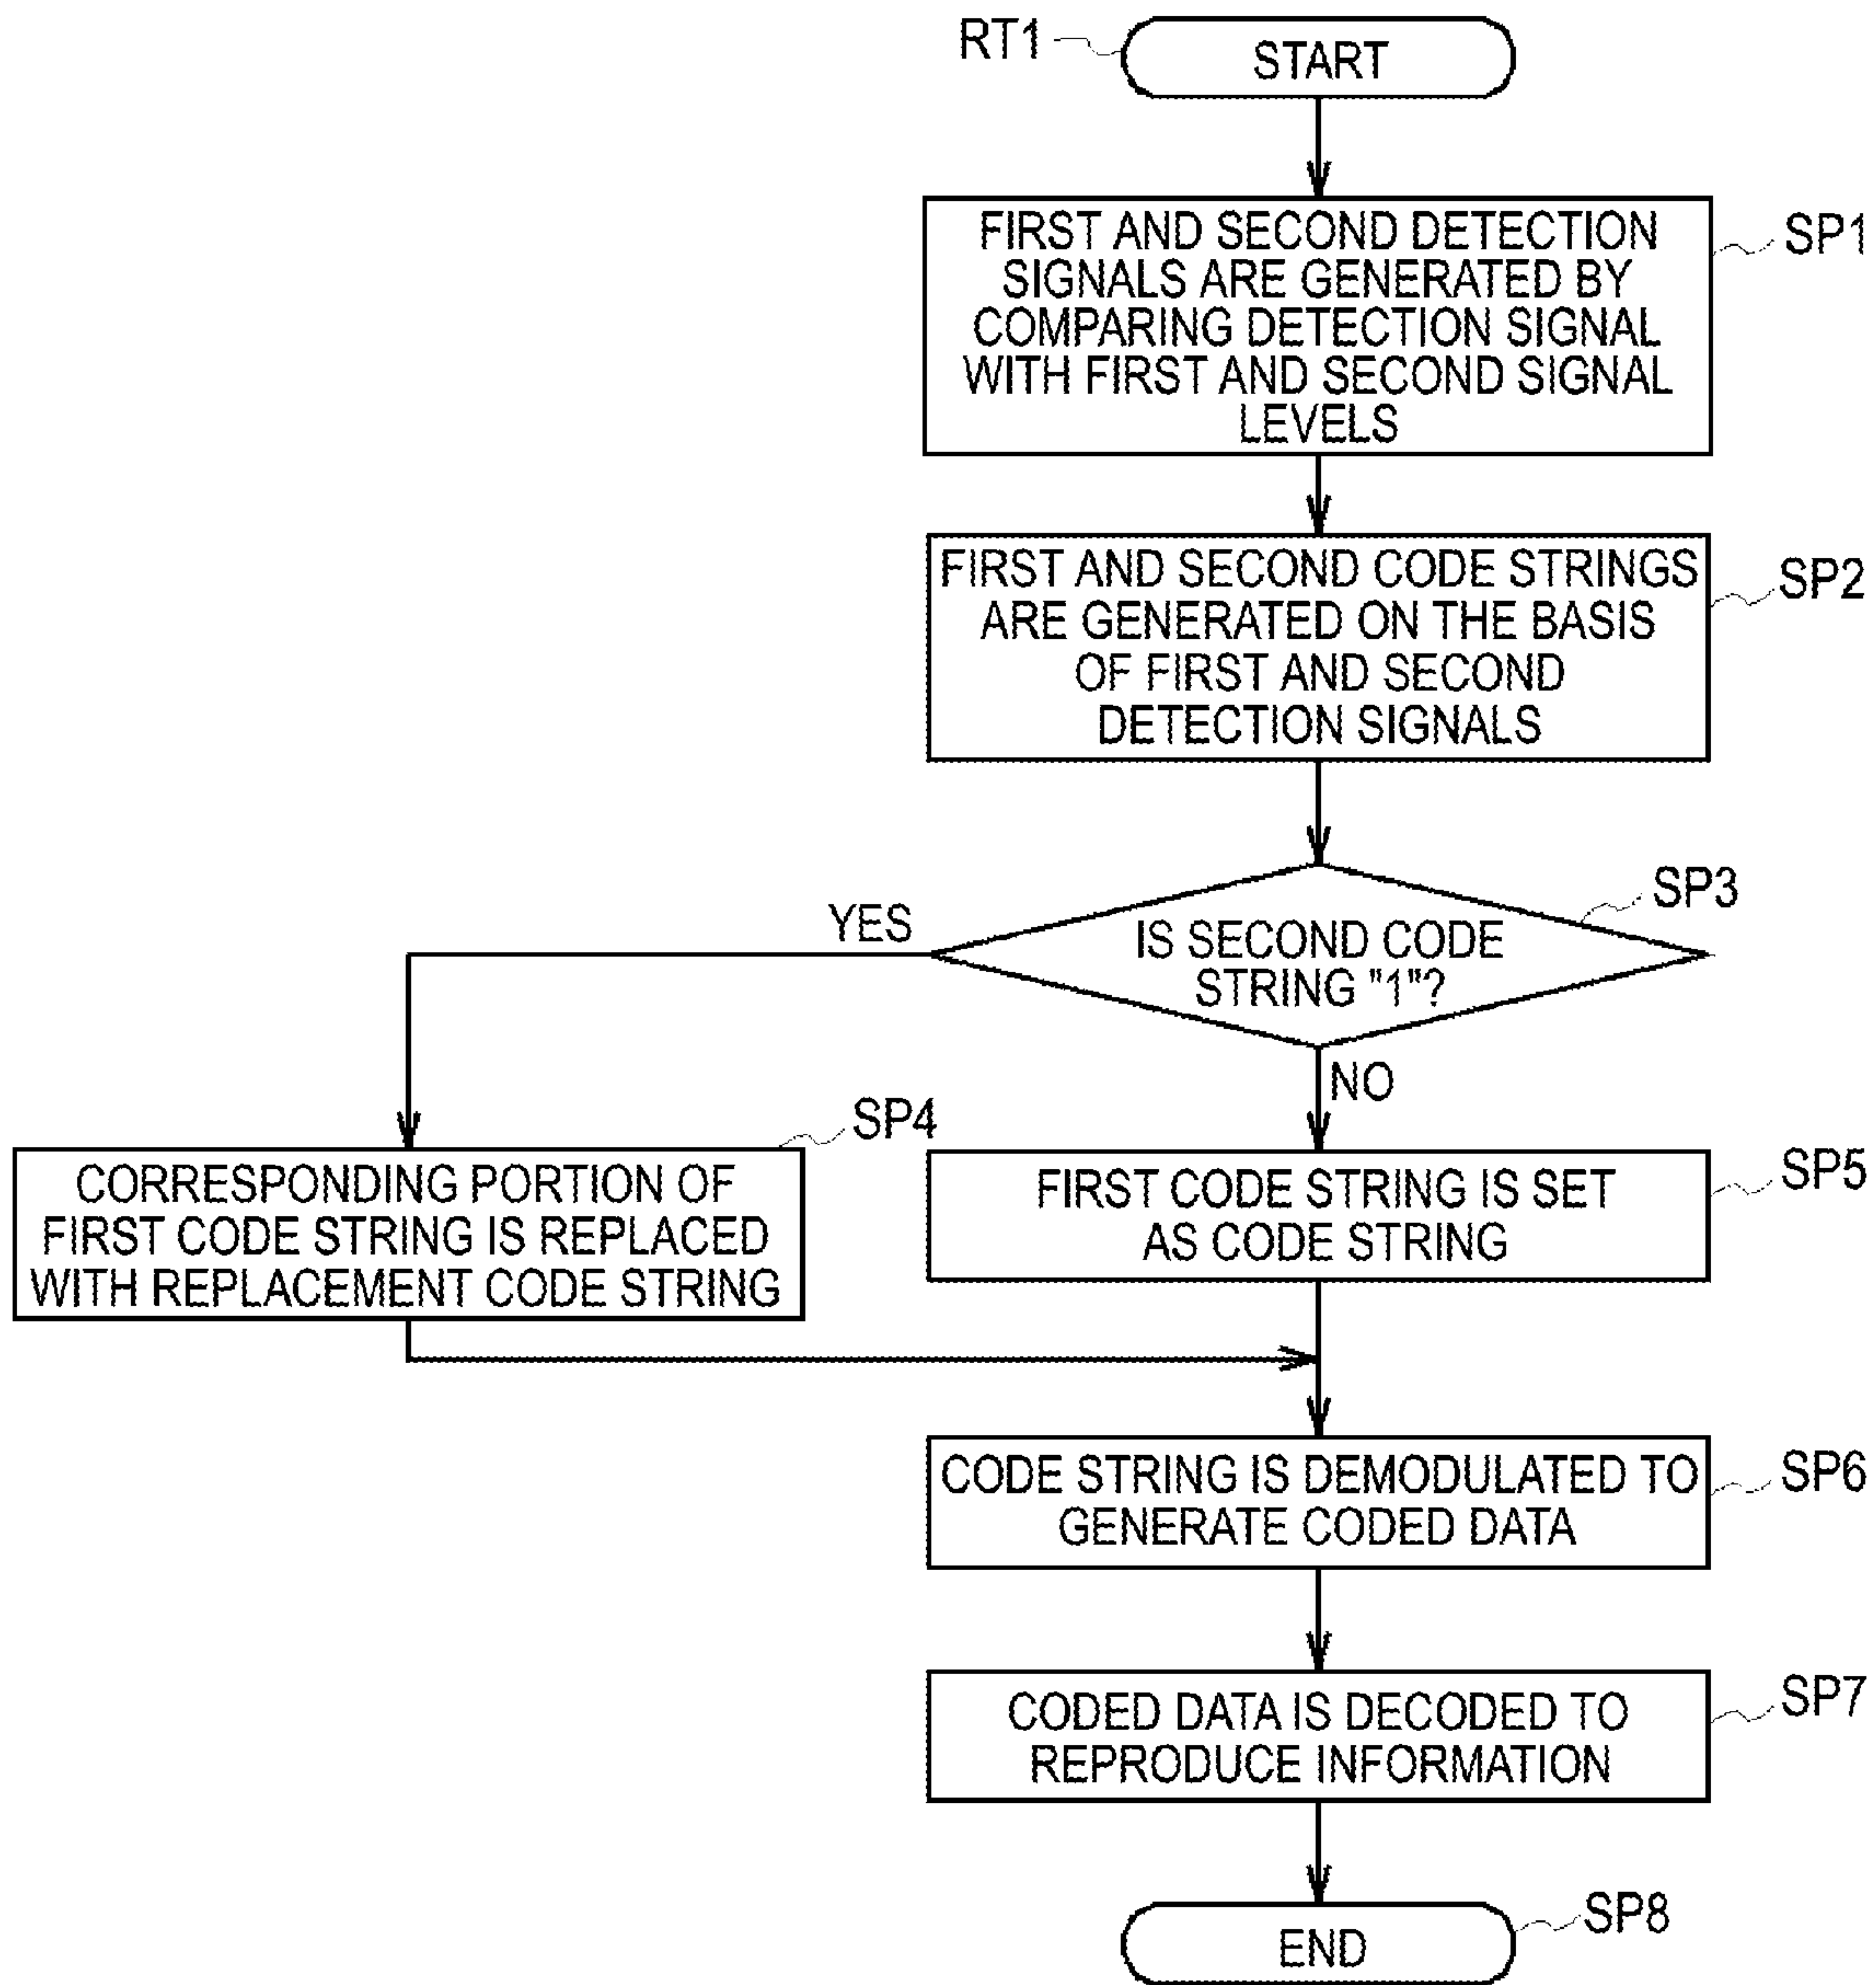 RT1
START
FIRST AND SECOND DETECTION
SIGNALS ARE GENERATED BY
COMPARING DETECTION SIGNAL
WITH FIRST AND SECOND SIGNAL
LEVELS
SP1
FIRST AND SECOND CODE STRINGS
ARE GENERATED ON THE BASIS
OF FIRST AND SECOND
DETECTION SIGNALS
SP2
IS SECOND CODE
STRING "1"?
SP3
YES
NO
CORRESPONDING PORTION OF
FIRST CODE STRING IS REPLACED
WITH REPLACEMENT CODE STRING
SP4
FIRST CODE STRING IS SET
AS CODE STRING
SP5
CODE STRING IS DEMODULATED TO
GENERATE CODED DATA
SP6
CODED DATA IS DECODED TO
REPRODUCE INFORMATION
SP7
END
SP8